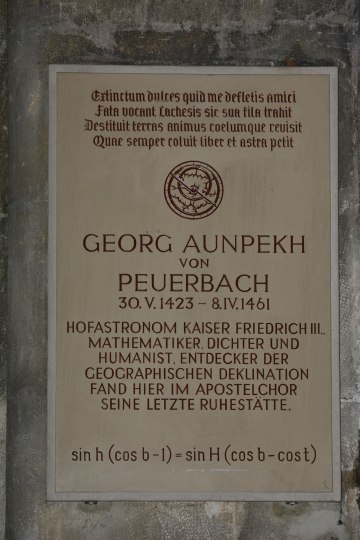 Extinctum dulces quid me defletis amici
Fata vocant Lachesis sic sua fila trahit
Destituit terras animus coelumque revisit
Quae semper coluit liber et astra petit
GEORG AUNPEKH
VON
PEUERBACH
30. V. 1423 – 8. IV. 1461
HOFASTRONOM KAISER FRIEDRICH III.,
MATHEMATIKER, DICHTER UND
HUMANIST, ENTDECKER DER
GEOGRAPHISCHEN DEKLINATION
FAND HIER IM APOSTELCHOR
SEINE LETZTE RUHESTÄTTE.
sin h (cos b - 1) = sin H (cos b - cos t)